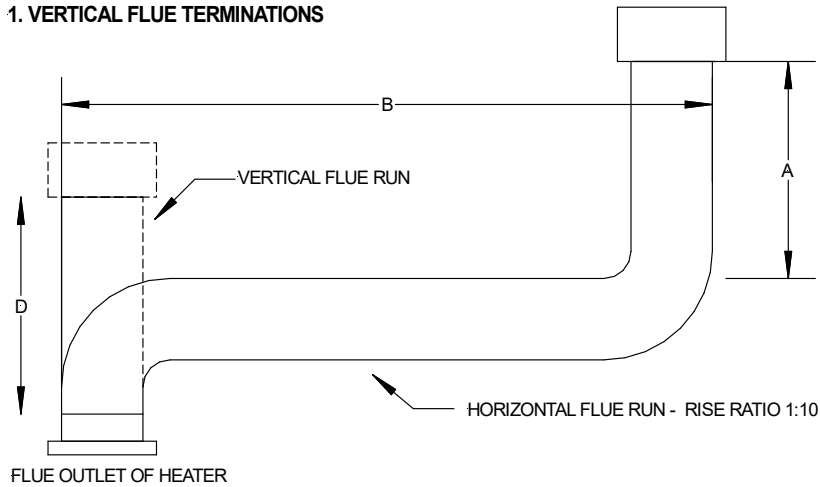 1. VERTICAL FLUE TERMINATIONS
B
A
VERTICAL FLUE RUN
D
HORIZONTAL FLUE RUN - RISE RATIO 1:10
FLUE OUTLET OF HEATER